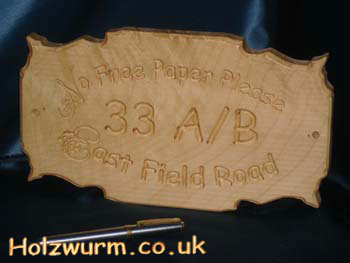 No Free Paper Please
33 A/B
East Field Road
Holzwurm.co.uk